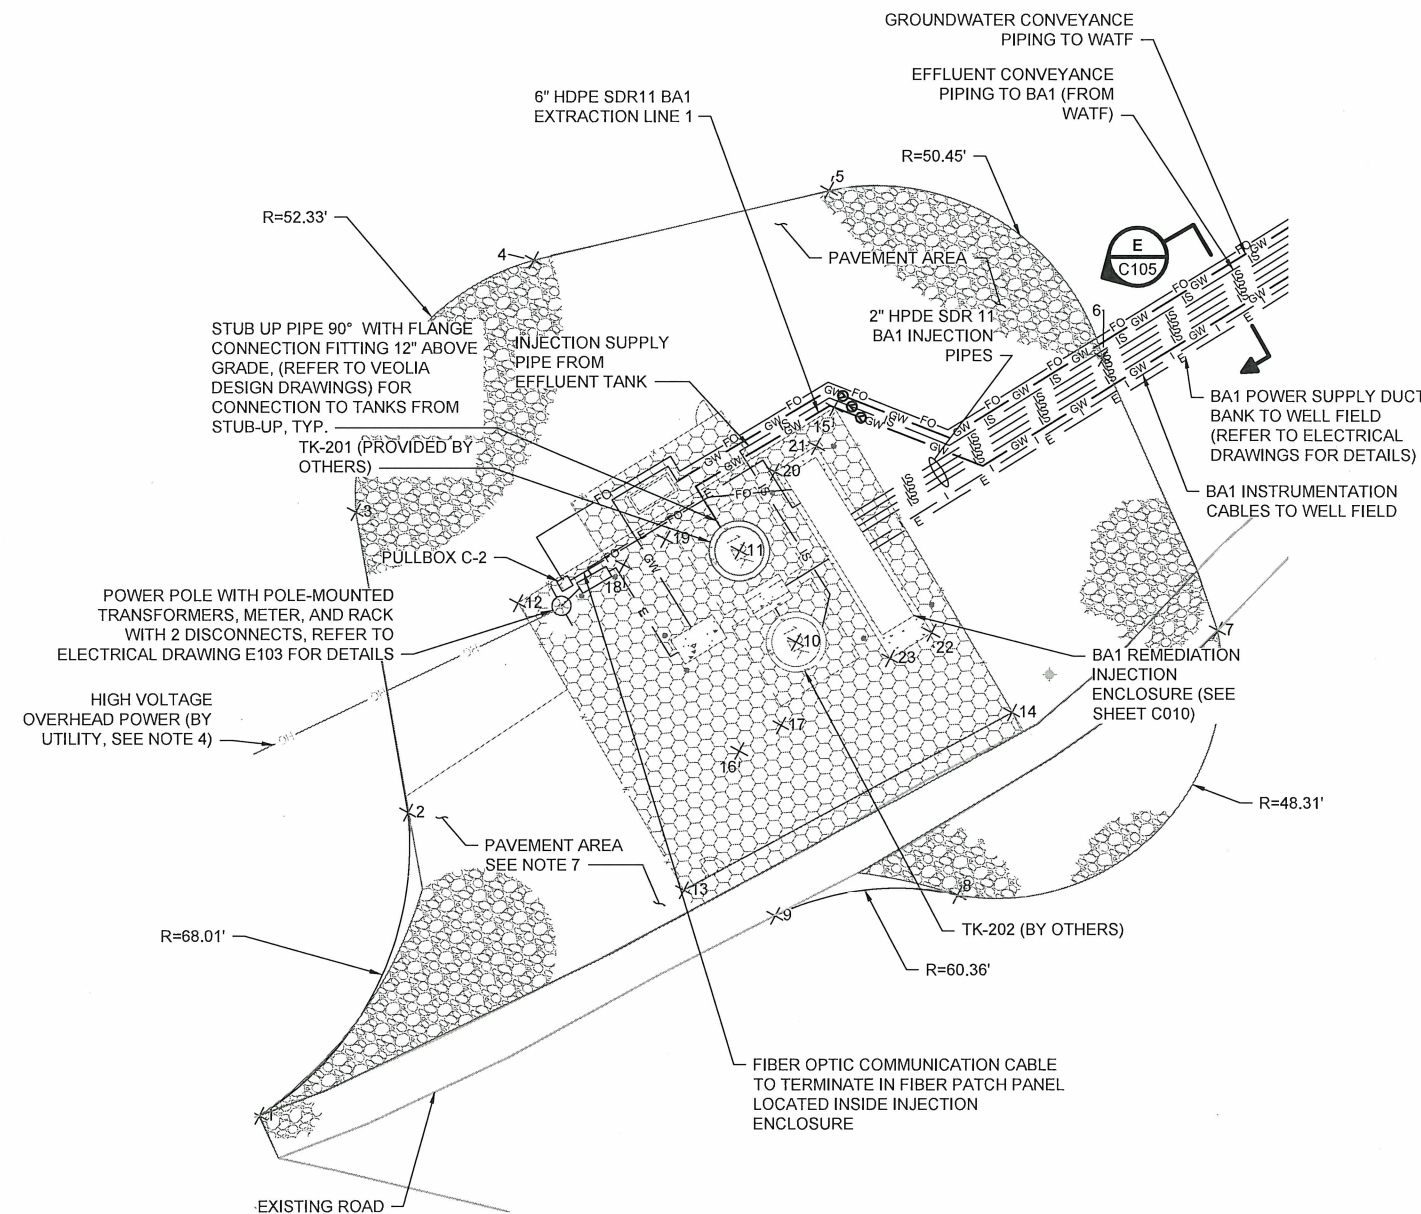 GROUNDWATER CONVEYANCE
PIPING TO WATF
EFFLUENT CONVEYANCE
PIPING TO BA1 (FROM
WATF)
6" HDPE SDR11 BA1
EXTRACTION LINE 1
R=50.45'
5
R=52.33'
4
E
C105
PAVEMENT AREA
6
2" HPDE SDR 11
BA1 INJECTION
PIPES
STUB UP PIPE 90° WITH FLANGE
CONNECTION FITTING 12" ABOVE
GRADE, (REFER TO VEOLIA
DESIGN DRAWINGS) FOR
CONNECTION TO TANKS FROM
STUB-UP, TYP.
INJECTION SUPPLY
PIPE FROM
EFFLUENT TANK
TK-201 (PROVIDED BY
OTHERS)
BA1 POWER SUPPLY DUCT
BANK TO WELL FIELD
(REFER TO ELECTRICAL
DRAWINGS FOR DETAILS)
BA1 INSTRUMENTATION
CABLES TO WELL FIELD
15
21
20
3
19
11
PULLBOX C-2
18
12
POWER POLE WITH POLE-MOUNTED
TRANSFORMERS, METER, AND RACK
WITH 2 DISCONNECTS, REFER TO
ELECTRICAL DRAWING E103 FOR DETAILS
10
22
23
7
BA1 REMEDIATION
INJECTION
ENCLOSURE (SEE
SHEET C010)
HIGH VOLTAGE
OVERHEAD POWER (BY
UTILITY, SEE NOTE 4)
14
17
16
2
R=48.31'
PAVEMENT AREA
SEE NOTE 7
13
8
9
TK-202 (BY OTHERS)
R=68.01'
R=60.36'
FIBER OPTIC COMMUNICATION CABLE
TO TERMINATE IN FIBER PATCH PANEL
LOCATED INSIDE INJECTION
ENCLOSURE
1
EXISTING ROAD